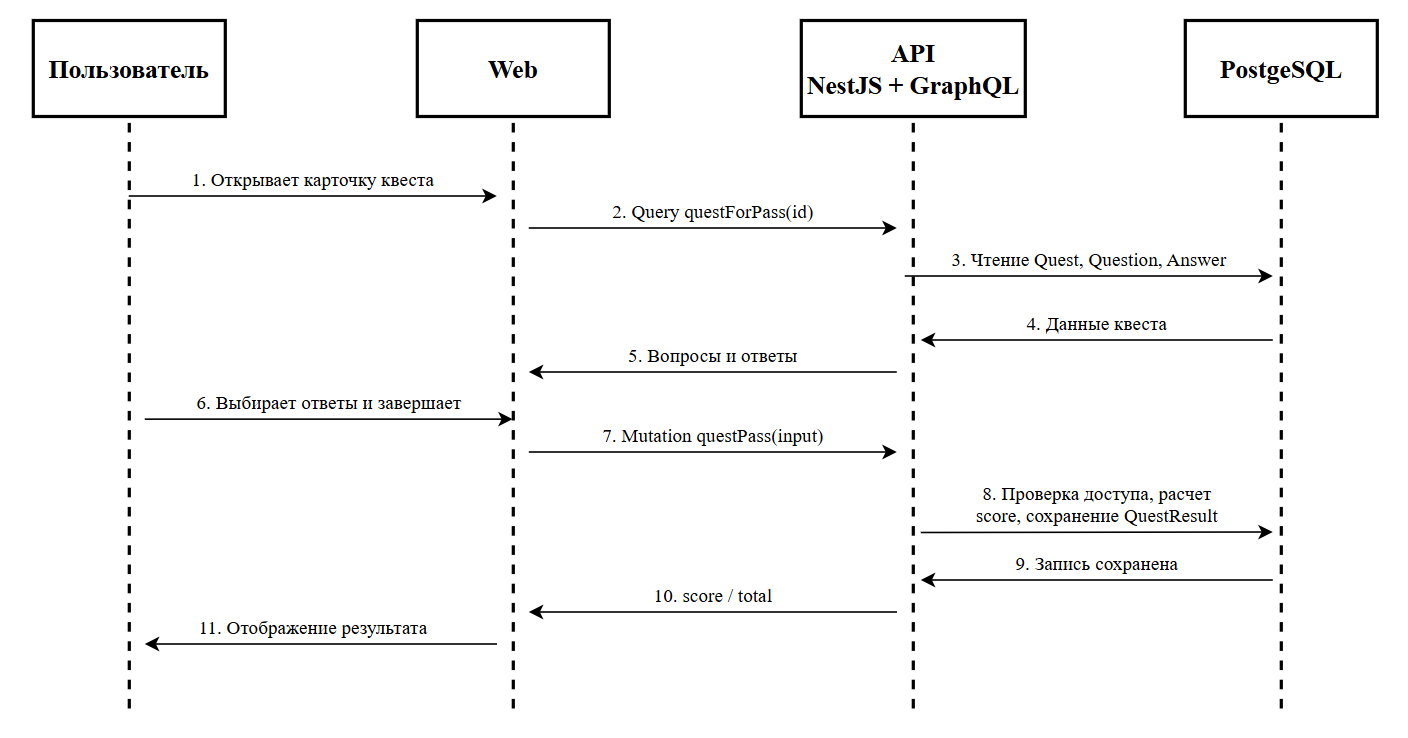 Пользователь
Web
API
NestJS + GraphQL
PostgeSQL
1. Открывает карточку квеста
2. Query questForPass(id)
3. Чтение Quest, Question, Answer
4. Данные квеста
5. Вопросы и ответы
6. Выбирает ответы и завершает
7. Mutation questPass(input)
8. Проверка доступа, расчет
score, сохранение QuestResult
9. Запись сохранена
10. score / total
11. Отображение результата